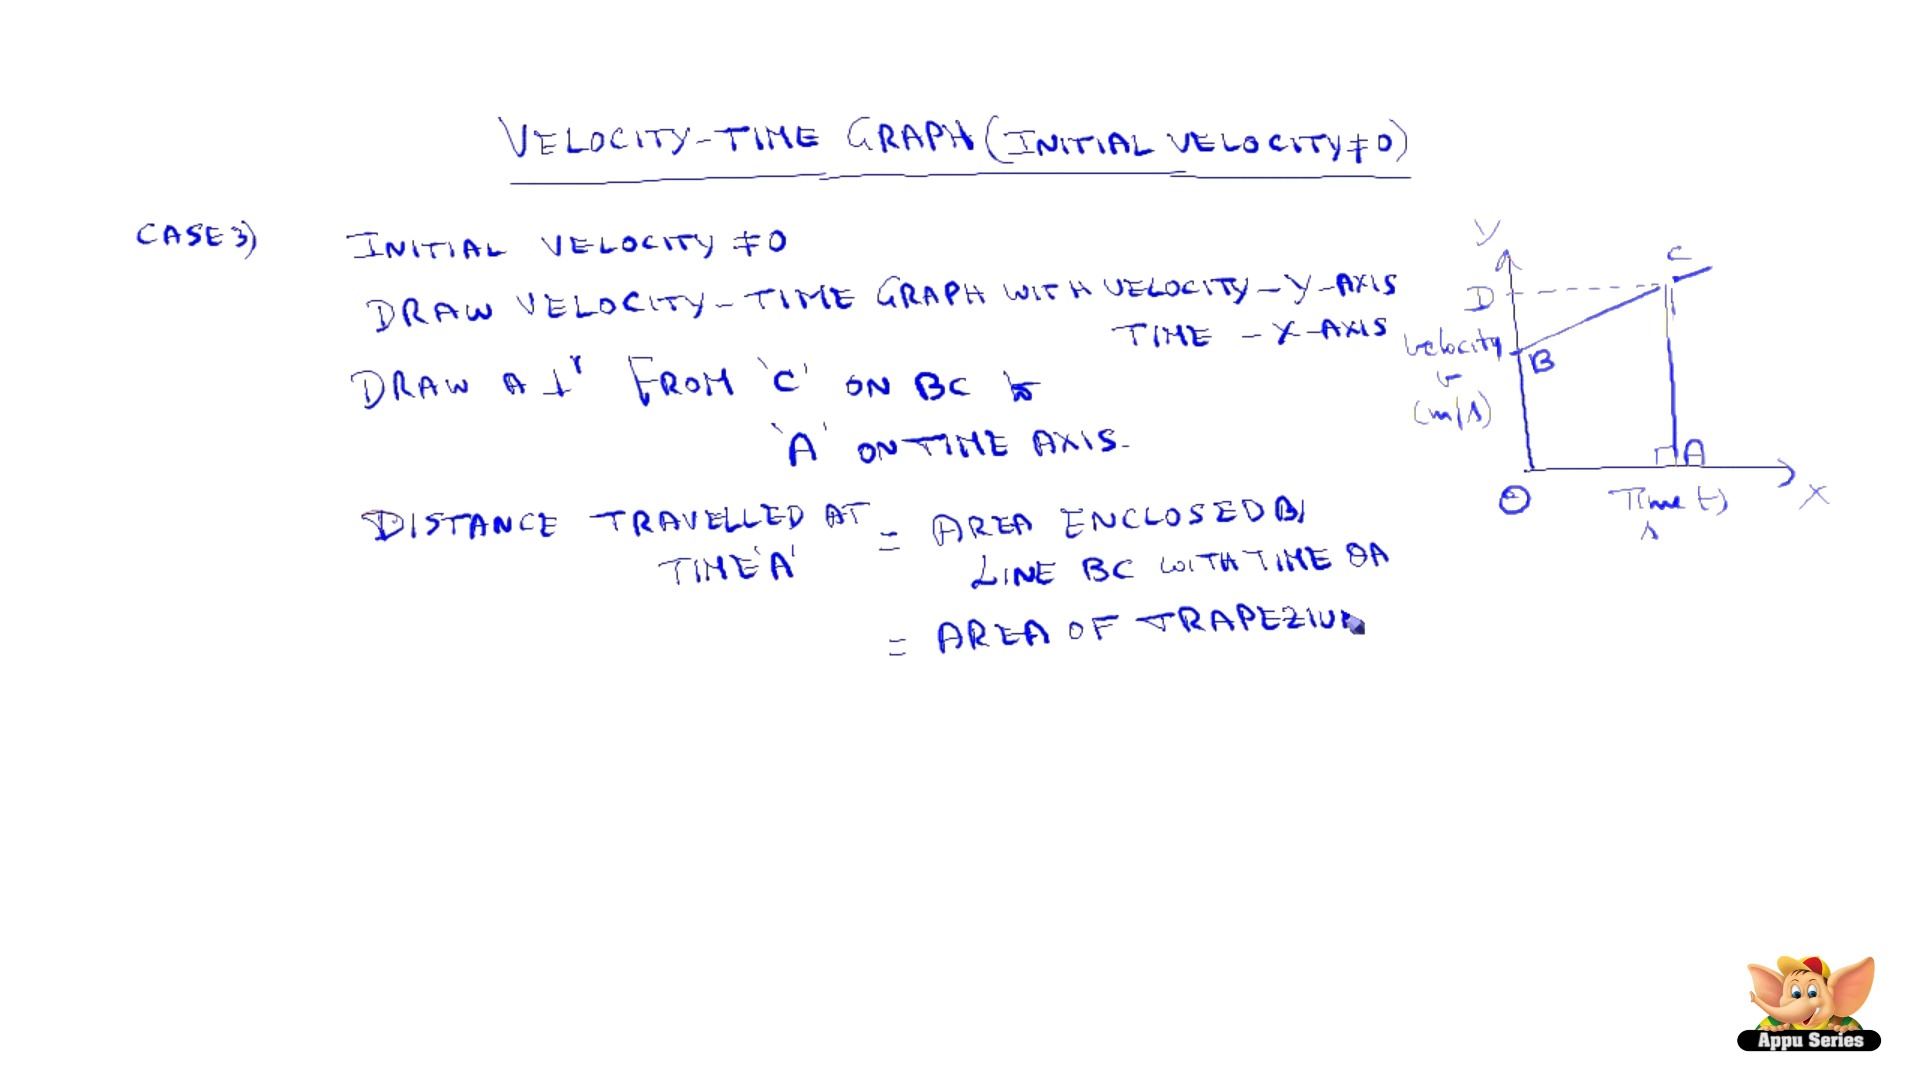 VELOCITY-TIME GRAPH (INITIAL VELOCITY≠0)
CASE 3) INITIAL VELOCITY ≠0
DRAW VELOCITY-TIME GRAPH WITH VELOCITY-Y-AXIS
TIME -X-AXIS
DRAW A ⊥r FROM 'C' ON BC to
'A' ON TIME AXIS.
DISTANCE TRAVELLED AT
TIME 'A'
= AREA ENCLOSED BY
LINE BC WITH TIME OA
= AREA OF TRAPEZIUM
Y
C
D
Velocity
B
v
(m/s)
A
O
Time t)
X
s
Appu Series